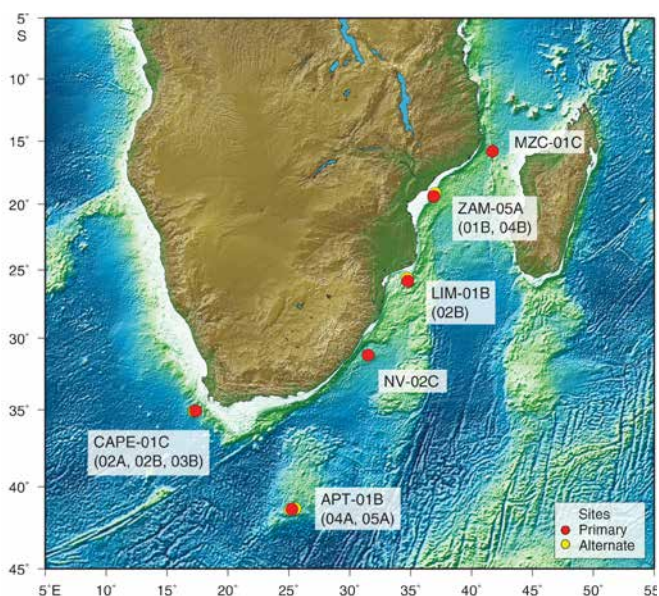 5°
S
10°
15°
20°
25°
30°
35°
40°
45°
5°E
10°
15°
20°
25°
30°
35°
40°
45°
50°
55°
MZC-01C
ZAM-05A
(01B, 04B)
LIM-01B
(02B)
NV-02C
CAPE-01C
(02A, 02B, 03B)
APT-01B
(04A, 05A)
Sites
Primary
Alternate